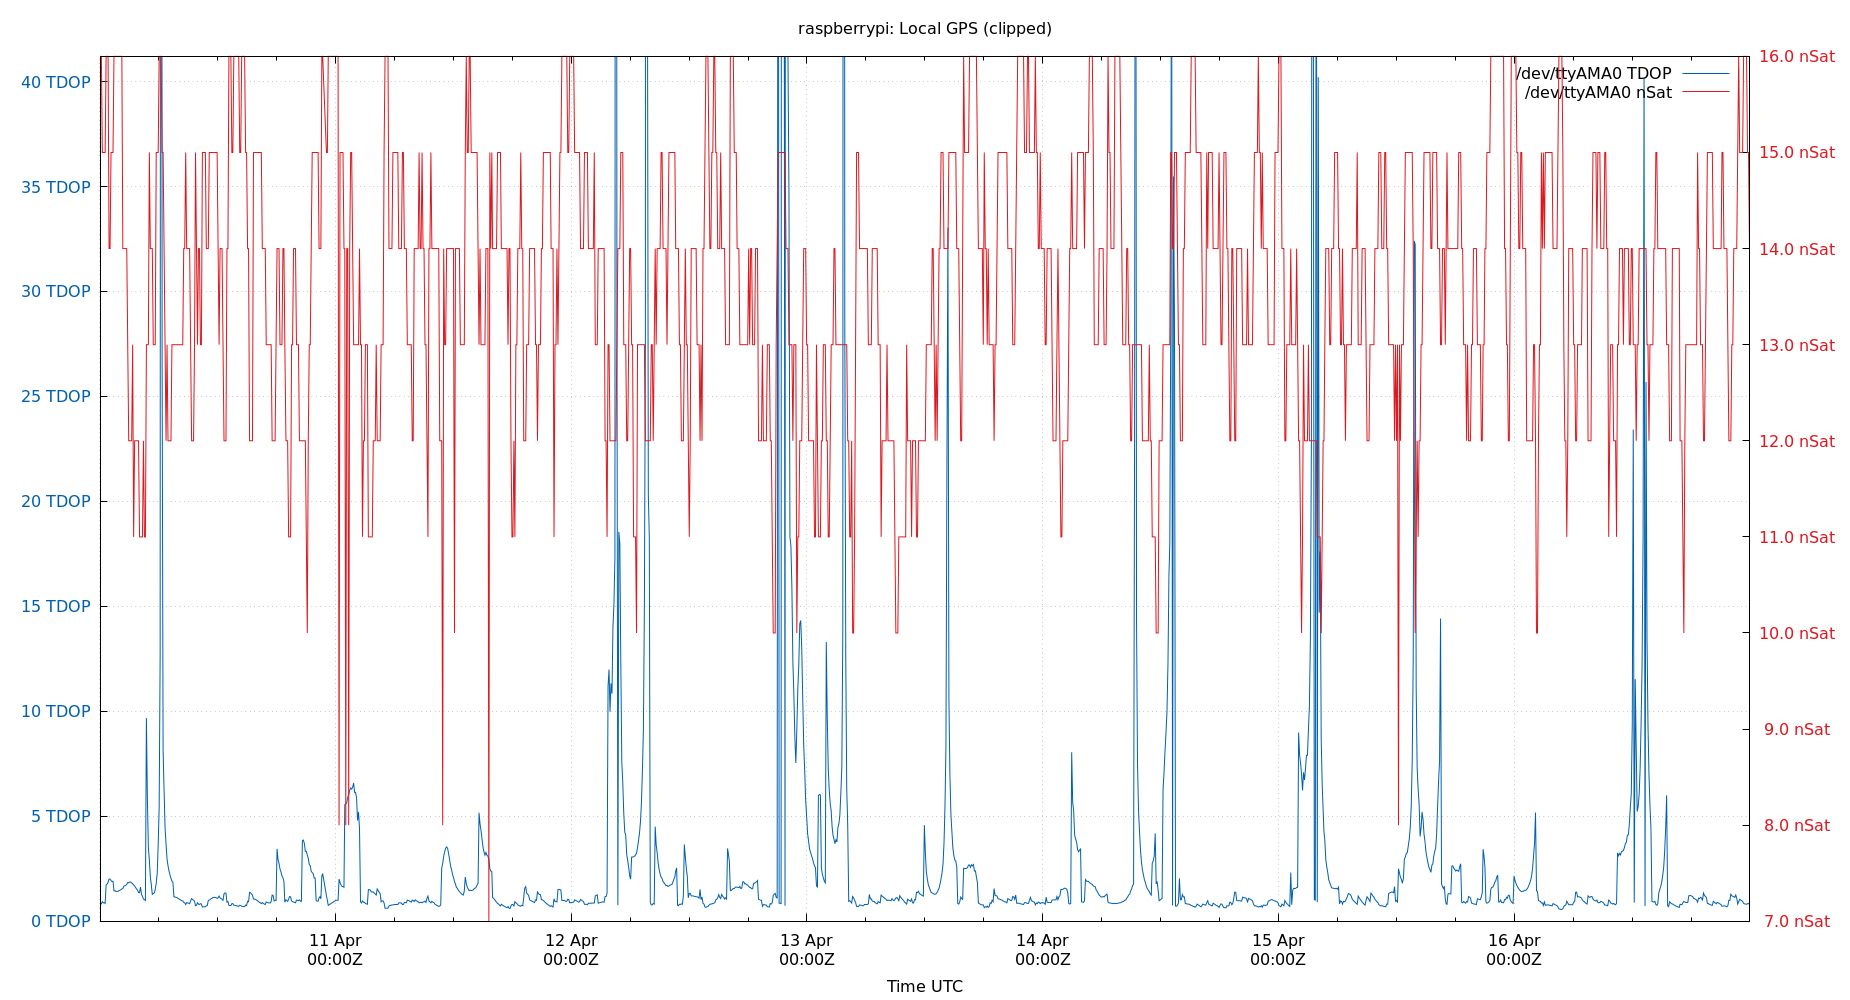 raspberrypi: Local GPS (clipped)
/dev/ttyAMA0 TDOP
/dev/ttyAMA0 nSat
40 TDOP
35 TDOP
30 TDOP
25 TDOP
20 TDOP
15 TDOP
10 TDOP
5 TDOP
0 TDOP
16.0 nSat
15.0 nSat
14.0 nSat
13.0 nSat
12.0 nSat
11.0 nSat
10.0 nSat
9.0 nSat
8.0 nSat
7.0 nSat
11 Apr
00:00Z
12 Apr
00:00Z
13 Apr
00:00Z
14 Apr
00:00Z
15 Apr
00:00Z
16 Apr
00:00Z
Time UTC